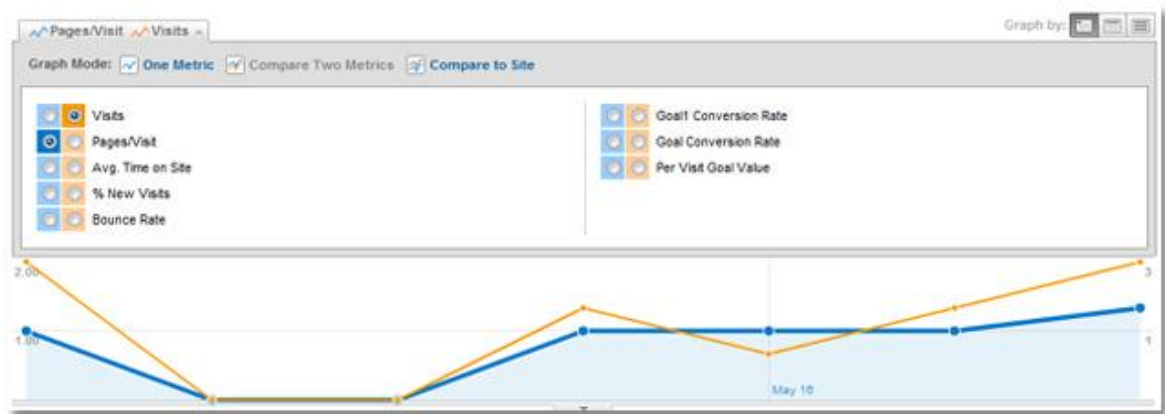 Pages/Visit Visits
Graph by:
Graph Mode: One Metric Compare Two Metrics Compare to Site
Visits
Pages/Visit
Avg. Time on Site
% New Visits
Bounce Rate
Goal1 Conversion Rate
Goal Conversion Rate
Per Visit Goal Value
2.00
3
1.00
1
May 16